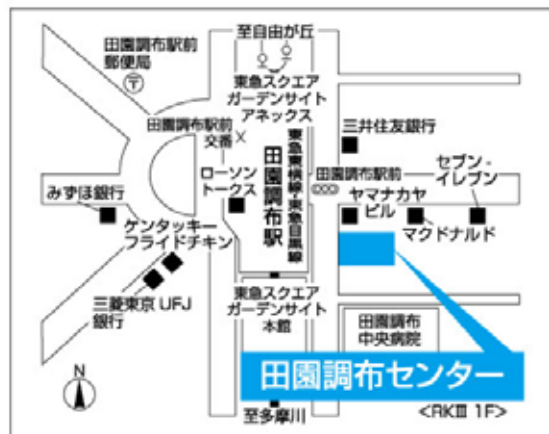 至自由が丘
田園調布駅前
郵便局
〒
東急スクエア
ガーデンサイト
アネックス
田園調布駅前
交番
三井住友銀行
東急東横線・東急目黒線
田園調布駅
田園調布駅前
セブン-
イレブン
ローソン
トークス
みずほ銀行
ヤマナカヤ
ビル
マクドナルド
ケンタッキー
フライドチキン
三菱東京UFJ
銀行
東急スクエア
ガーデンサイト
本館
田園調布
中央病院
田園調布センター
N
至多摩川
<RKⅢ 1F>